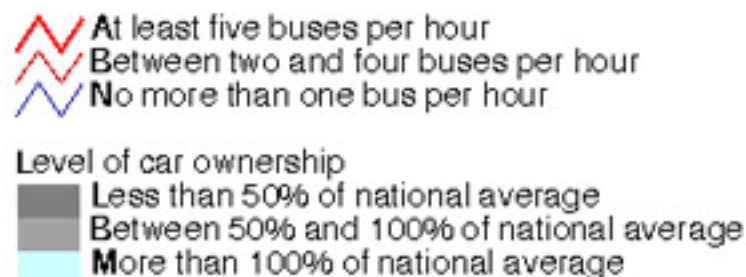 At least five buses per hour
Between two and four buses per hour
No more than one bus per hour
Level of car ownership
Less than 50% of national average
Between 50% and 100% of national average
More than 100% of national average